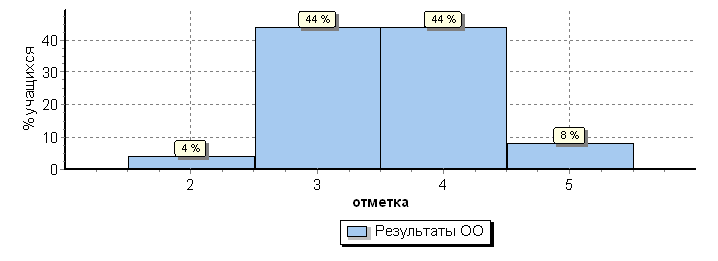 % учащихся
40
30
20
10
0
4 %
44 %
44 %
8 %
2 3 4 5
отметка
Результаты ОО